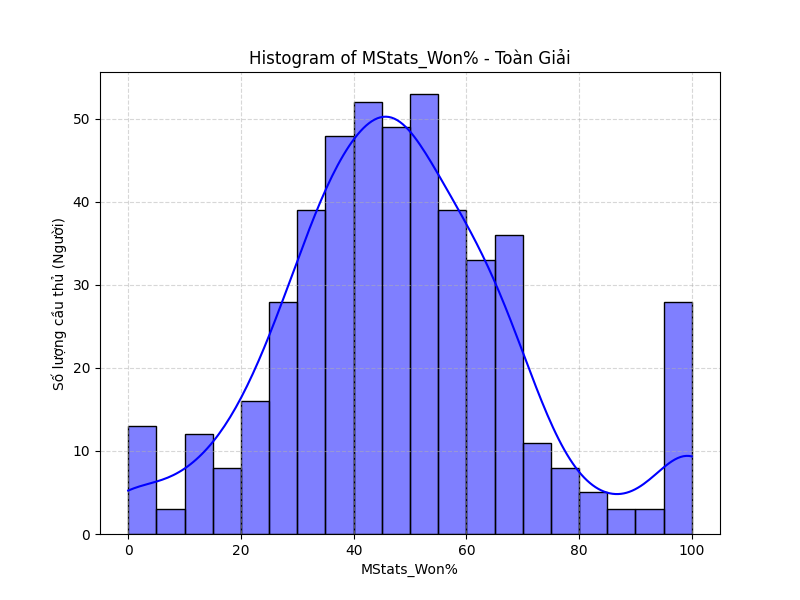 Histogram of MStats_Won% - Toàn Giải
Số lượng cầu thủ (Người)
50
40
30
20
10
0
0 20 40 60 80 100
MStats_Won%